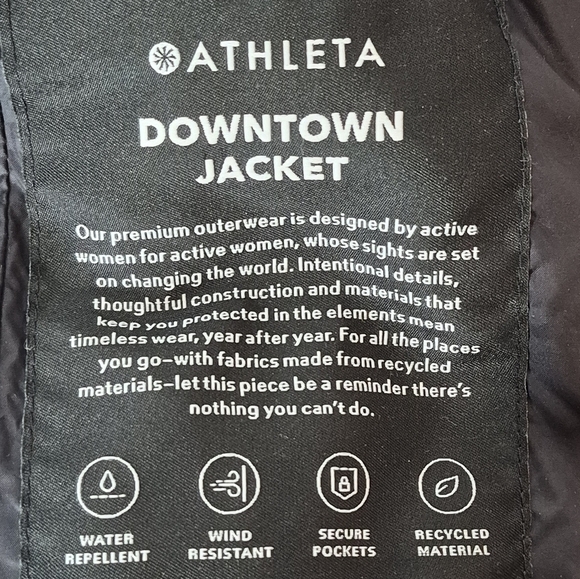 ATHLETA
DOWNTOWN
JACKET
Our premium outerwear is designed by active
women for active women, whose sights are set
on changing the world. Intentional details,
thoughtful construction and materials that
keep you protected in the elements mean
timeless wear, year after year. For all the places
you go—with fabrics made from recycled
materials—let this piece be a reminder there's
nothing you can't do.
WATER
REPELLENT
WIND
RESISTANT
SECURE
POCKETS
RECYCLED
MATERIAL